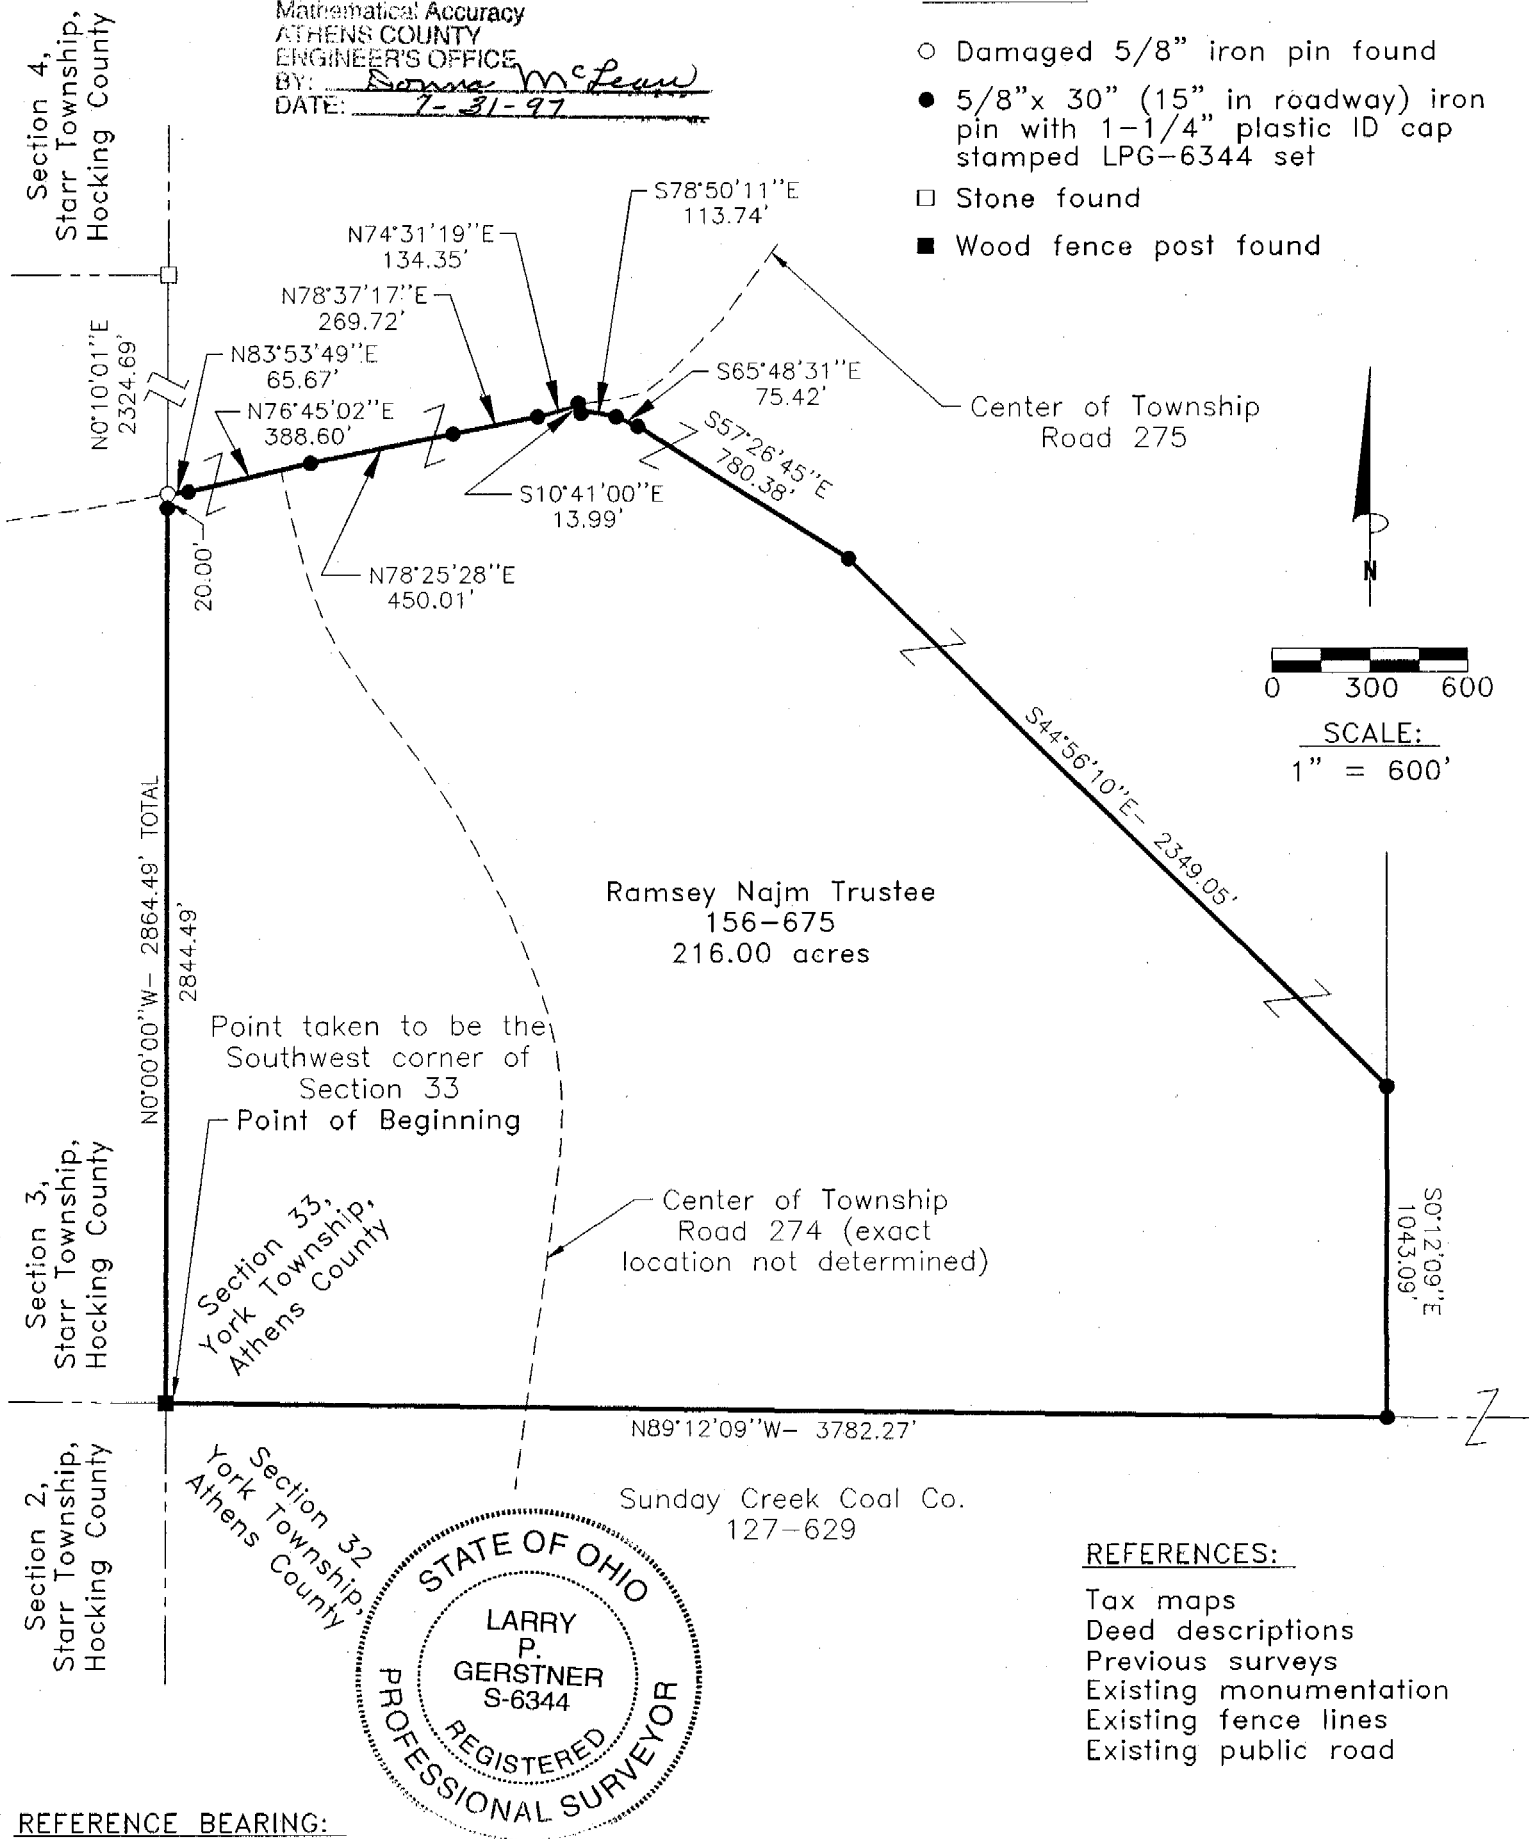 Mathematical Accuracy
ATHENS COUNTY
ENGINEER'S OFFICE
BY: Donna McLean
DATE: 7-31-97
Section 4,
Starr Township,
Hocking County
○ Damaged 5/8" iron pin found
● 5/8"x 30" (15" in roadway) iron
pin with 1-1/4" plastic ID cap
stamped LPG-6344 set
□ Stone found
■ Wood fence post found
S78°50'11"E
113.74'
N74°31'19"E
134.35'
N78°37'17"E
269.72'
N0°10'01"E
2324.69'
N83°53'49"E
65.67'
N76°45'02"E
388.60'
S65°48'31"E
75.42'
S57°26'45"E
780.38'
Center of Township
Road 275
S10°41'00"E
13.99'
20.00'
N78°25'28"E
450.01'
N
0 300 600
SCALE:
1" = 600'
S44°56'10"E- 2349.05'
N0°00'00"W- 2864.49' TOTAL
2844.49'
Ramsey Najm Trustee
156-675
216.00 acres
Point taken to be the
Southwest corner of
Section 33
Point of Beginning
Section 3,
Starr Township,
Hocking County
Section 33,
York Township,
Athens County
Center of Township
Road 274 (exact
location not determined)
S0°12'09"E
1043.09'
N89°12'09"W- 3782.27'
Section 2,
Starr Township,
Hocking County
Section 32
York Township,
Athens County
Sunday Creek Coal Co.
127-629
STATE OF OHIO
LARRY
P.
GERSTNER
S-6344
REGISTERED
PROFESSIONAL SURVEYOR
REFERENCES:
Tax maps
Deed descriptions
Previous surveys
Existing monumentation
Existing fence lines
Existing public road
REFERENCE BEARING: